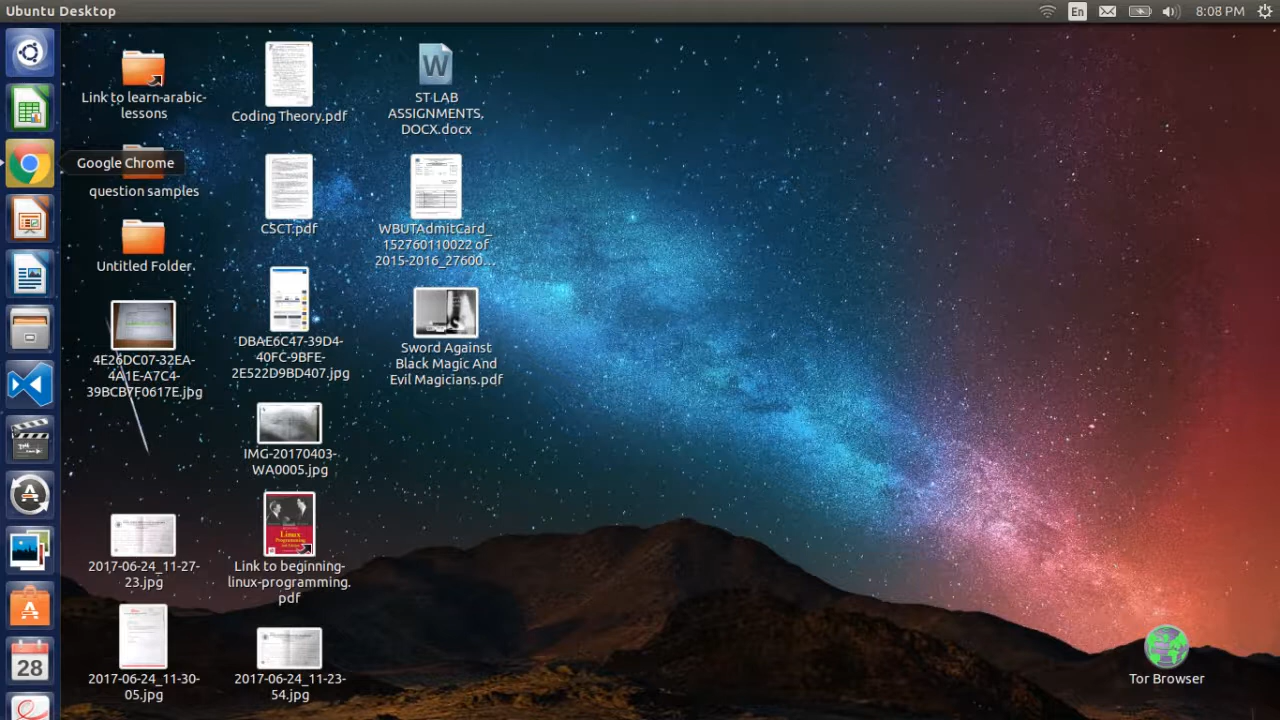 Ubuntu Desktop
8:08 PM
Google Chrome
Link to learn-arabic-
lessons
question samples
Untitled Folder
4E26DC07-32EA-
4A1E-A7C4-
39BCB7F0617E.jpg
2017-06-24_11-27-
23.jpg
2017-06-24_11-30-
05.jpg
Coding Theory.pdf
CSCT.pdf
DBAE6C47-39D4-
40FC-9BFE-
2E522D9BD407.jpg
IMG-20170403-
WA0005.jpg
Linux
Programming
Link to beginning-
linux-programming.
pdf
2017-06-24_11-23-
54.jpg
W
ST LAB
ASSIGNMENTS,
DOCX.docx
WBUTAdmitCard_
152760110022 of
2015-2016_27600...
Sword Against
Black Magic And
Evil Magicians.pdf
28
Tor Browser